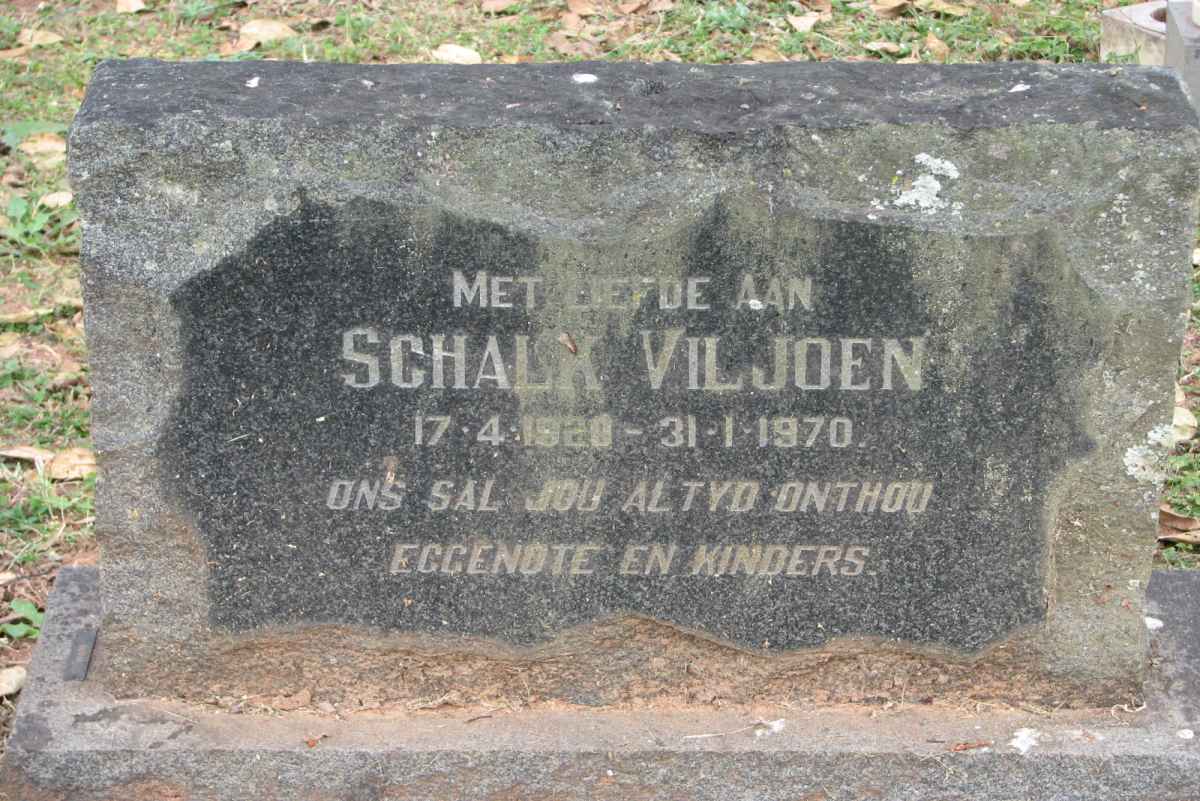 MET LIEFDE AAN
SCHALK VILJOEN
17·4·1920 – 31·1·1970.
ONS SAL JOU ALTYD ONTHOU
EGGENOTE EN KINDERS.